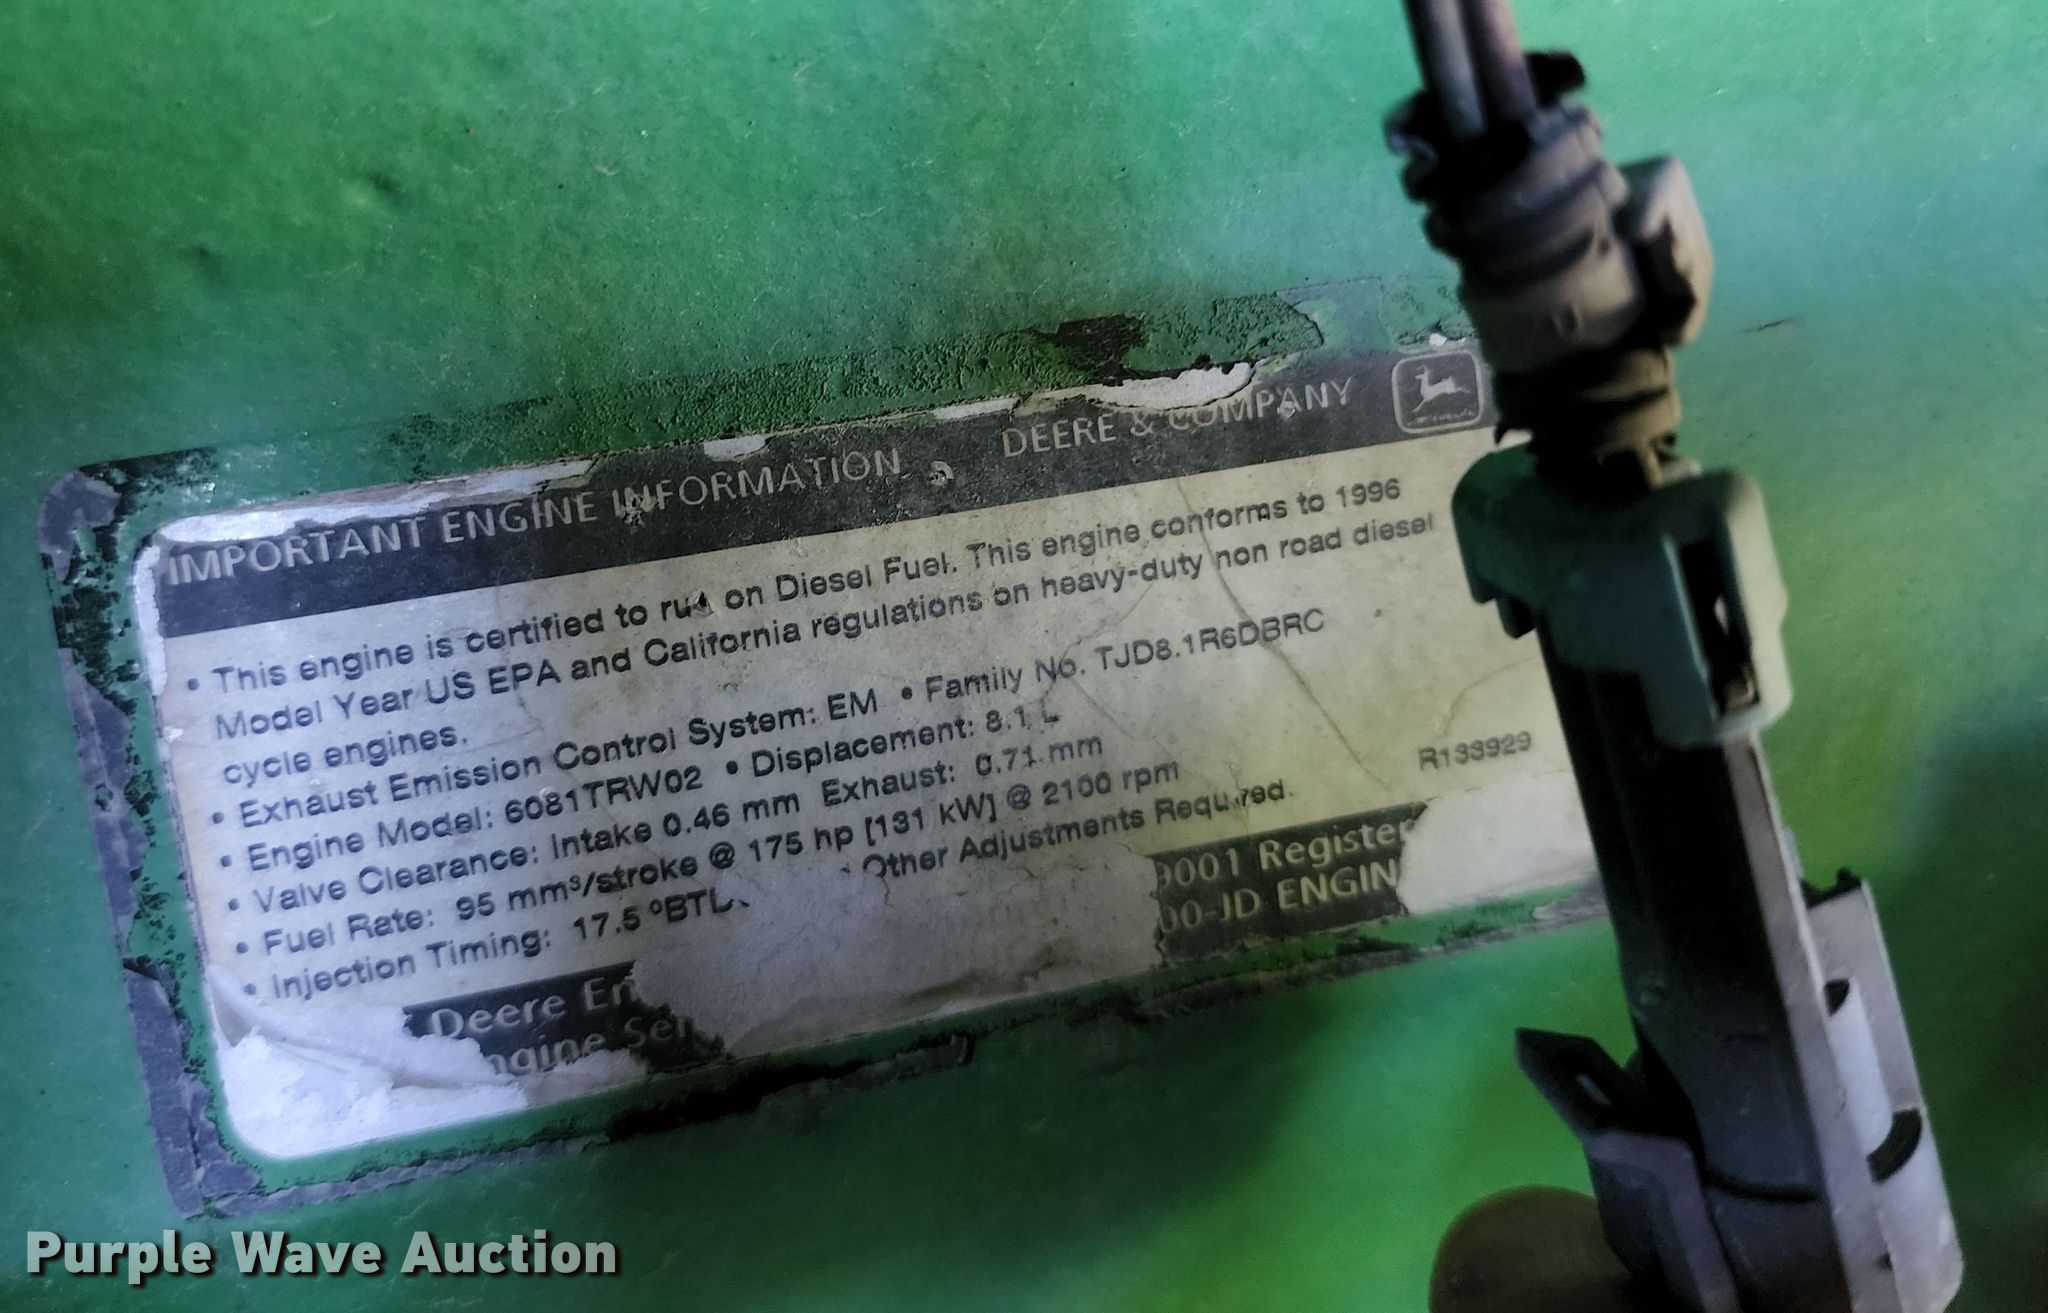 IMPORTANT ENGINE INFORMATION DEERE & COMPANY
• This engine is certified to run on Diesel Fuel. This engine conforms to 1996
Model Year US EPA and California regulations on heavy-duty non road diesel
cycle engines.
• Exhaust Emission Control System: EM • Family No. TJD8.1R6DBRC
• Engine Model: 6081TRW02 • Displacement: 8.1 L
• Valve Clearance: Intake 0.46 mm Exhaust: 0.71 mm
• Fuel Rate: 95 mm³/stroke @ 175 hp [131 kW] @ 2100 rpm R133929
• Injection Timing: 17.5 ºBTD Other Adjustments Required.
Deere En 9001 Register
ngine Ser 00-JD ENGIN
Purple Wave Auction